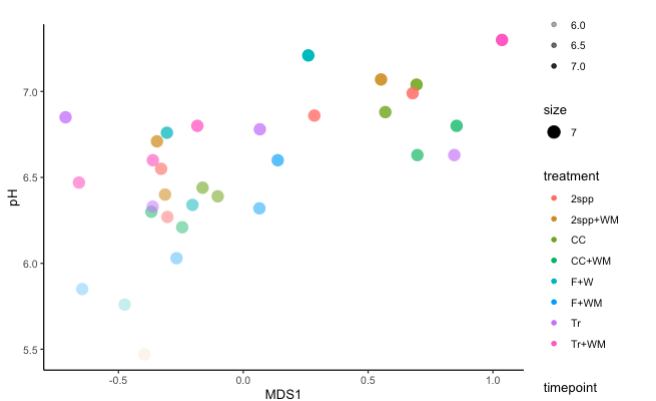 6.0
6.5
7.0
size
7
treatment
2spp
2spp+WM
CC
CC+WM
F+W
F+WM
Tr
Tr+WM
timepoint
pH
7.0
6.5
6.0
5.5
-0.5 0.0 0.5 1.0
MDS1